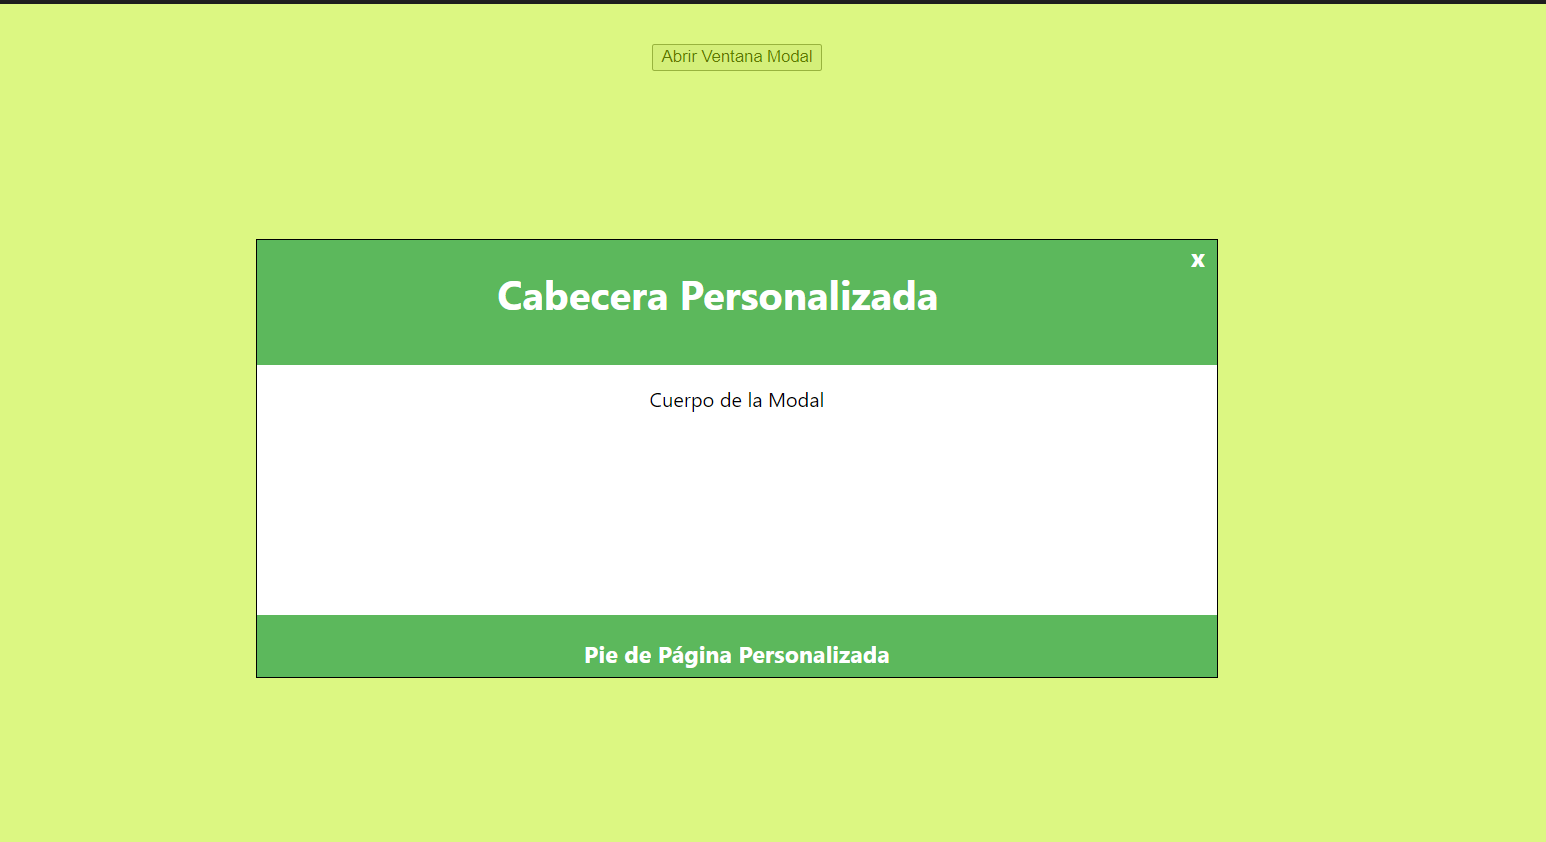 Abrir Ventana Modal
x
Cabecera Personalizada
Cuerpo de la Modal
Pie de Página Personalizada